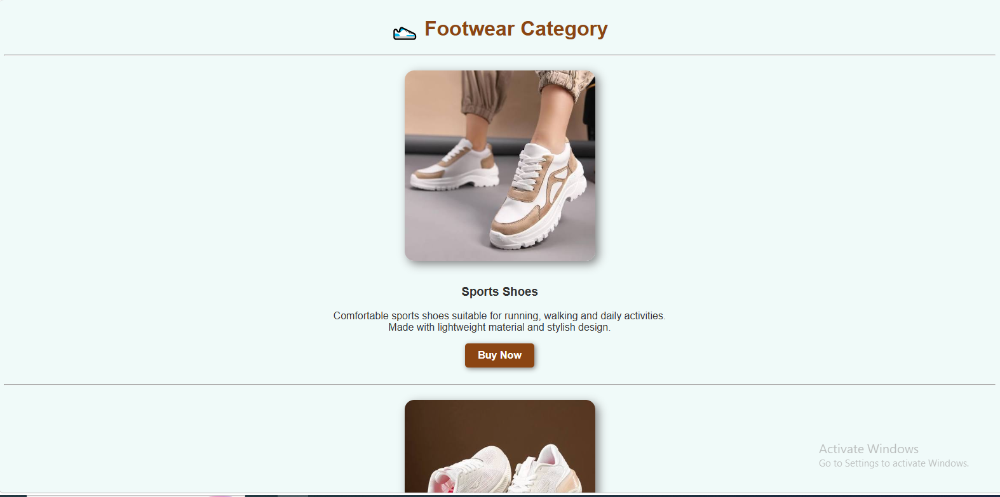 Footwear Category
Sports Shoes
Comfortable sports shoes suitable for running, walking and daily activities.
Made with lightweight material and stylish design.
Buy Now
Activate Windows
Go to Settings to activate Windows.